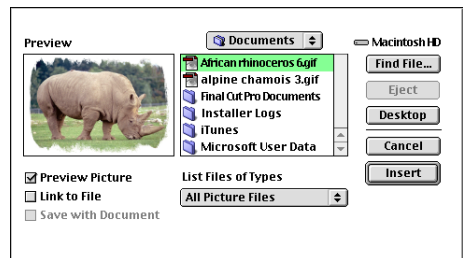 Preview
Documents
Macintosh HD
African rhinoceros 6.gif
alpine chamois 3.gif
Final Cut Pro Documents
Installer Logs
iTunes
Microsoft User Data
Find File...
Eject
Desktop
Cancel
Insert
Preview Picture
Link to File
Save with Document
List Files of Types
All Picture Files